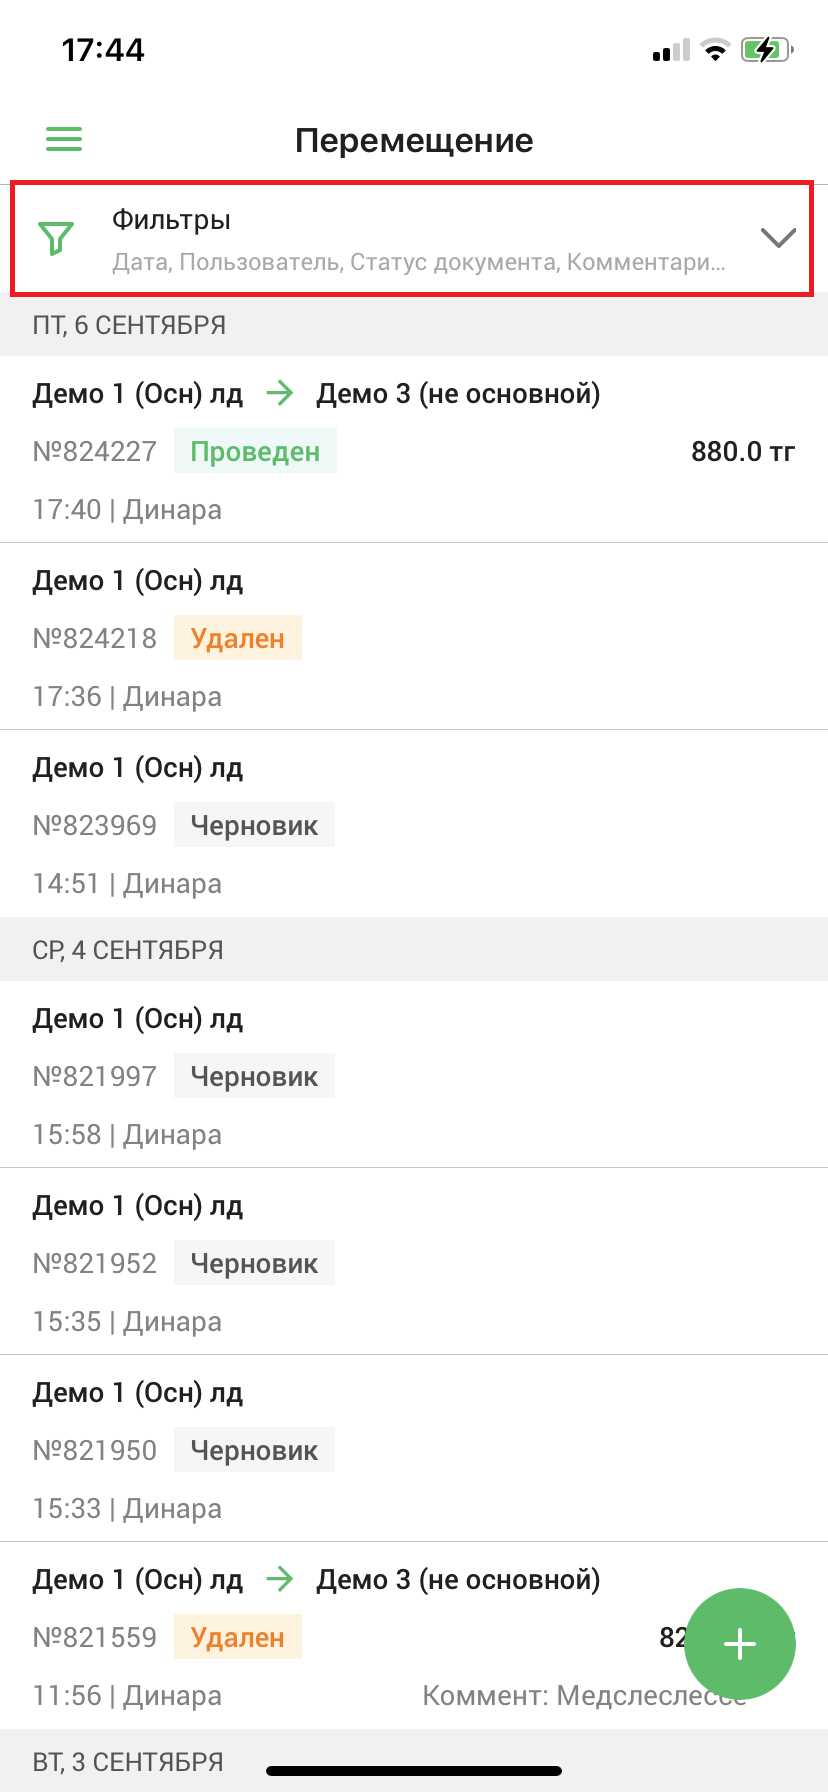 17:44
Перемещение
Фильтры
Дата, Пользователь, Статус документа, Комментари...
ПТ, 6 СЕНТЯБРЯ
Демо 1 (Осн) лд → Демо 3 (не основной)
№824227 Проведен 880.0 тг
17:40 | Динара
Демо 1 (Осн) лд
№824218 Удален
17:36 | Динара
Демо 1 (Осн) лд
№823969 Черновик
14:51 | Динара
СР, 4 СЕНТЯБРЯ
Демо 1 (Осн) лд
№821997 Черновик
15:58 | Динара
Демо 1 (Осн) лд
№821952 Черновик
15:35 | Динара
Демо 1 (Осн) лд
№821950 Черновик
15:33 | Динара
Демо 1 (Осн) лд → Демо 3 (не основной)
№821559 Удален
11:56 | Динара Коммент:
ВТ, 3 СЕНТЯБРЯ